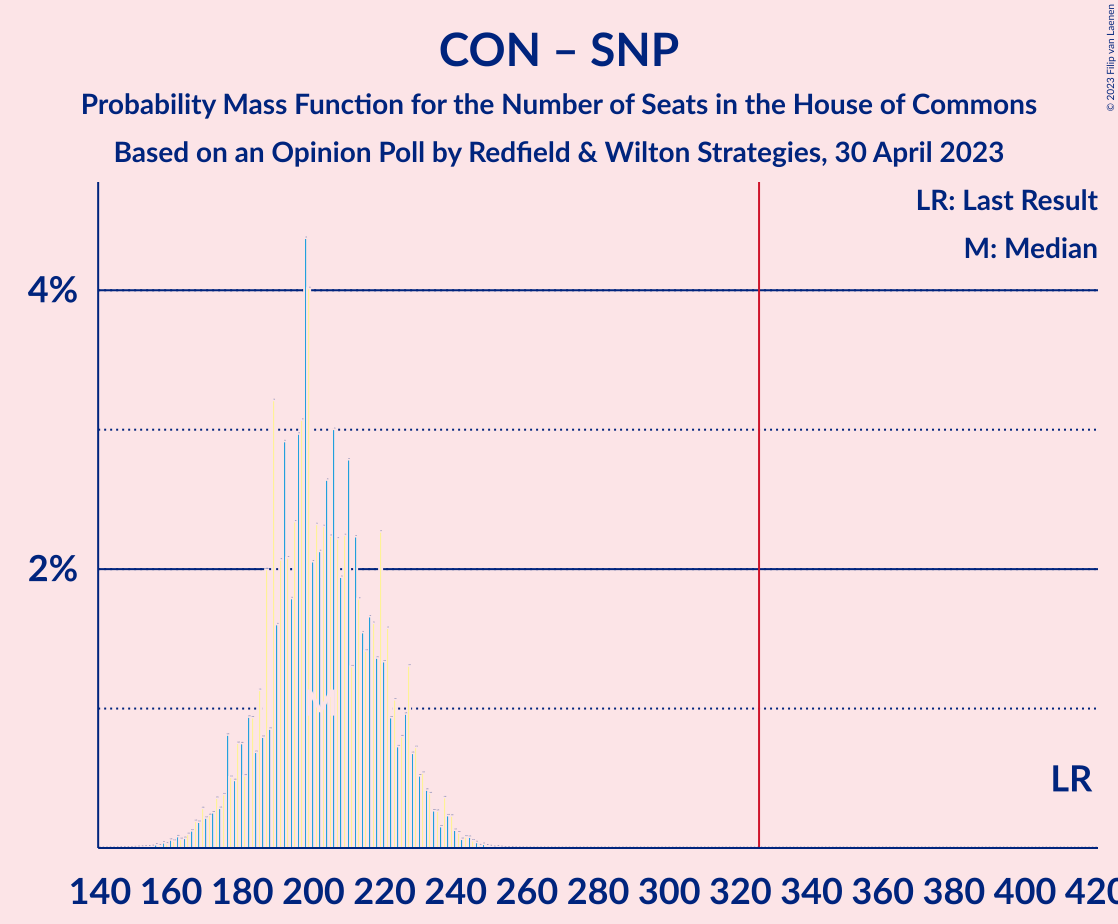 CON – SNP
Probability Mass Function for the Number of Seats in the House of Commons
Based on an Opinion Poll by Redfield & Wilton Strategies, 30 April 2023
© 2023 Filip van Laenen
LR: Last Result
M: Median
4%
2%
M
LR
140 160 180 200 220 240 260 280 300 320 340 360 380 400 420